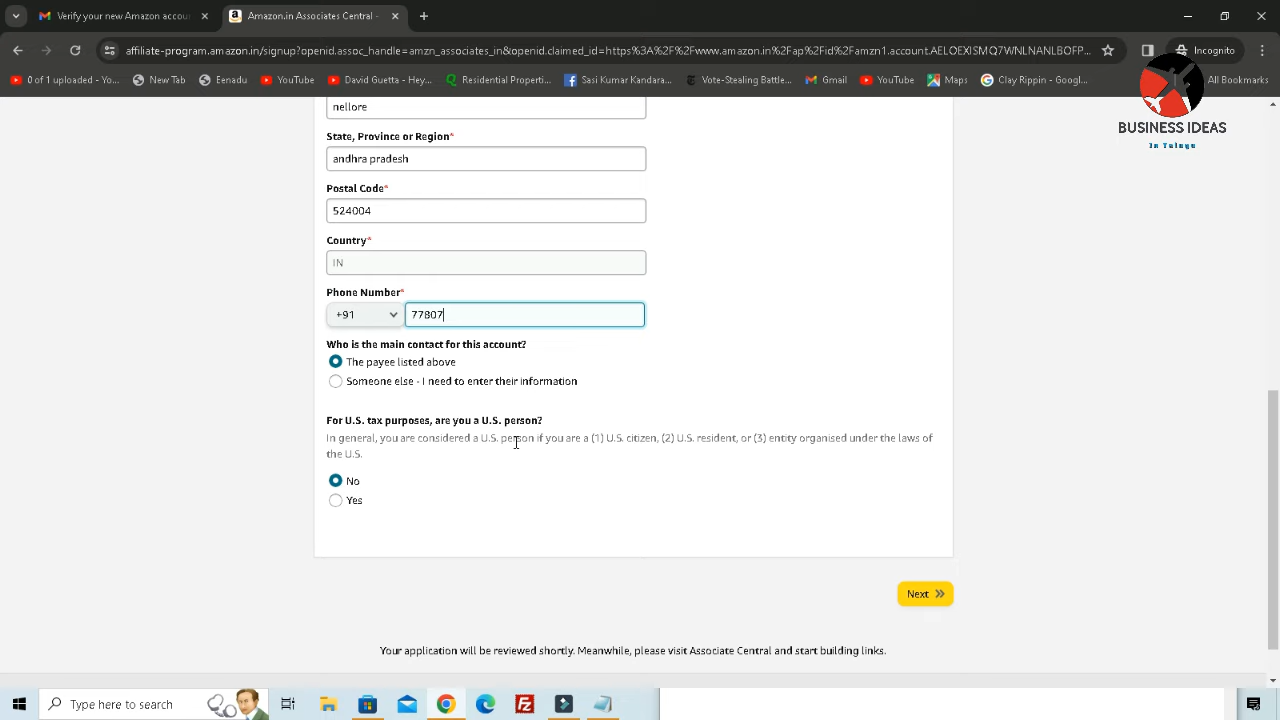 Verify your new Amazon accou
Amazon.in Associates Central -
affiliate-program.amazon.in/signup?openid.assoc_handle=amzn_associates_in&openid.claimed_id=https%3A%2F%2Fwww.amazon.in%2Fap%2Fid%2Famzn1.account.AELOEXISMQ7WNLNANLBOFP...
Incognito
0 of 1 uploaded - Yo...
New Tab
Eenadu
YouTube
David Guetta - Hey...
Residential Properti...
Sasi Kumar Kandara...
Vote-Stealing Battle...
Gmail
YouTube
Maps
Clay Rippin - Googl...
All Bookmarks
BUSINESS IDEAS
In Telugu
nellore
State, Province or Region*
andhra pradesh
Postal Code*
524004
Country*
IN
Phone Number*
+91
77807
Who is the main contact for this account?
The payee listed above
Someone else - I need to enter their information
For U.S. tax purposes, are you a U.S. person?
In general, you are considered a U.S. person if you are a (1) U.S. citizen, (2) U.S. resident, or (3) entity organised under the laws of
the U.S.
No
Yes
Next
Your application will be reviewed shortly. Meanwhile, please visit Associate Central and start building links.
Type here to search